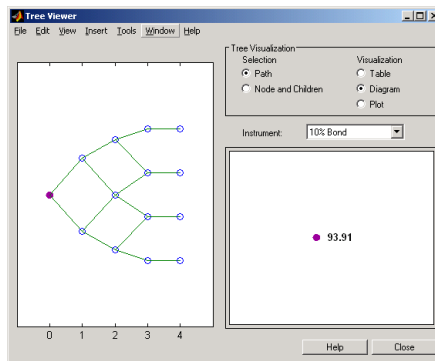 Tree Viewer
File Edit View Insert Tools Window Help
Tree Visualization
Selection
Path
Node and Children
Visualization
Table
Diagram
Plot
Instrument: 10% Bond
93.91
0 1 2 3 4
Help Close